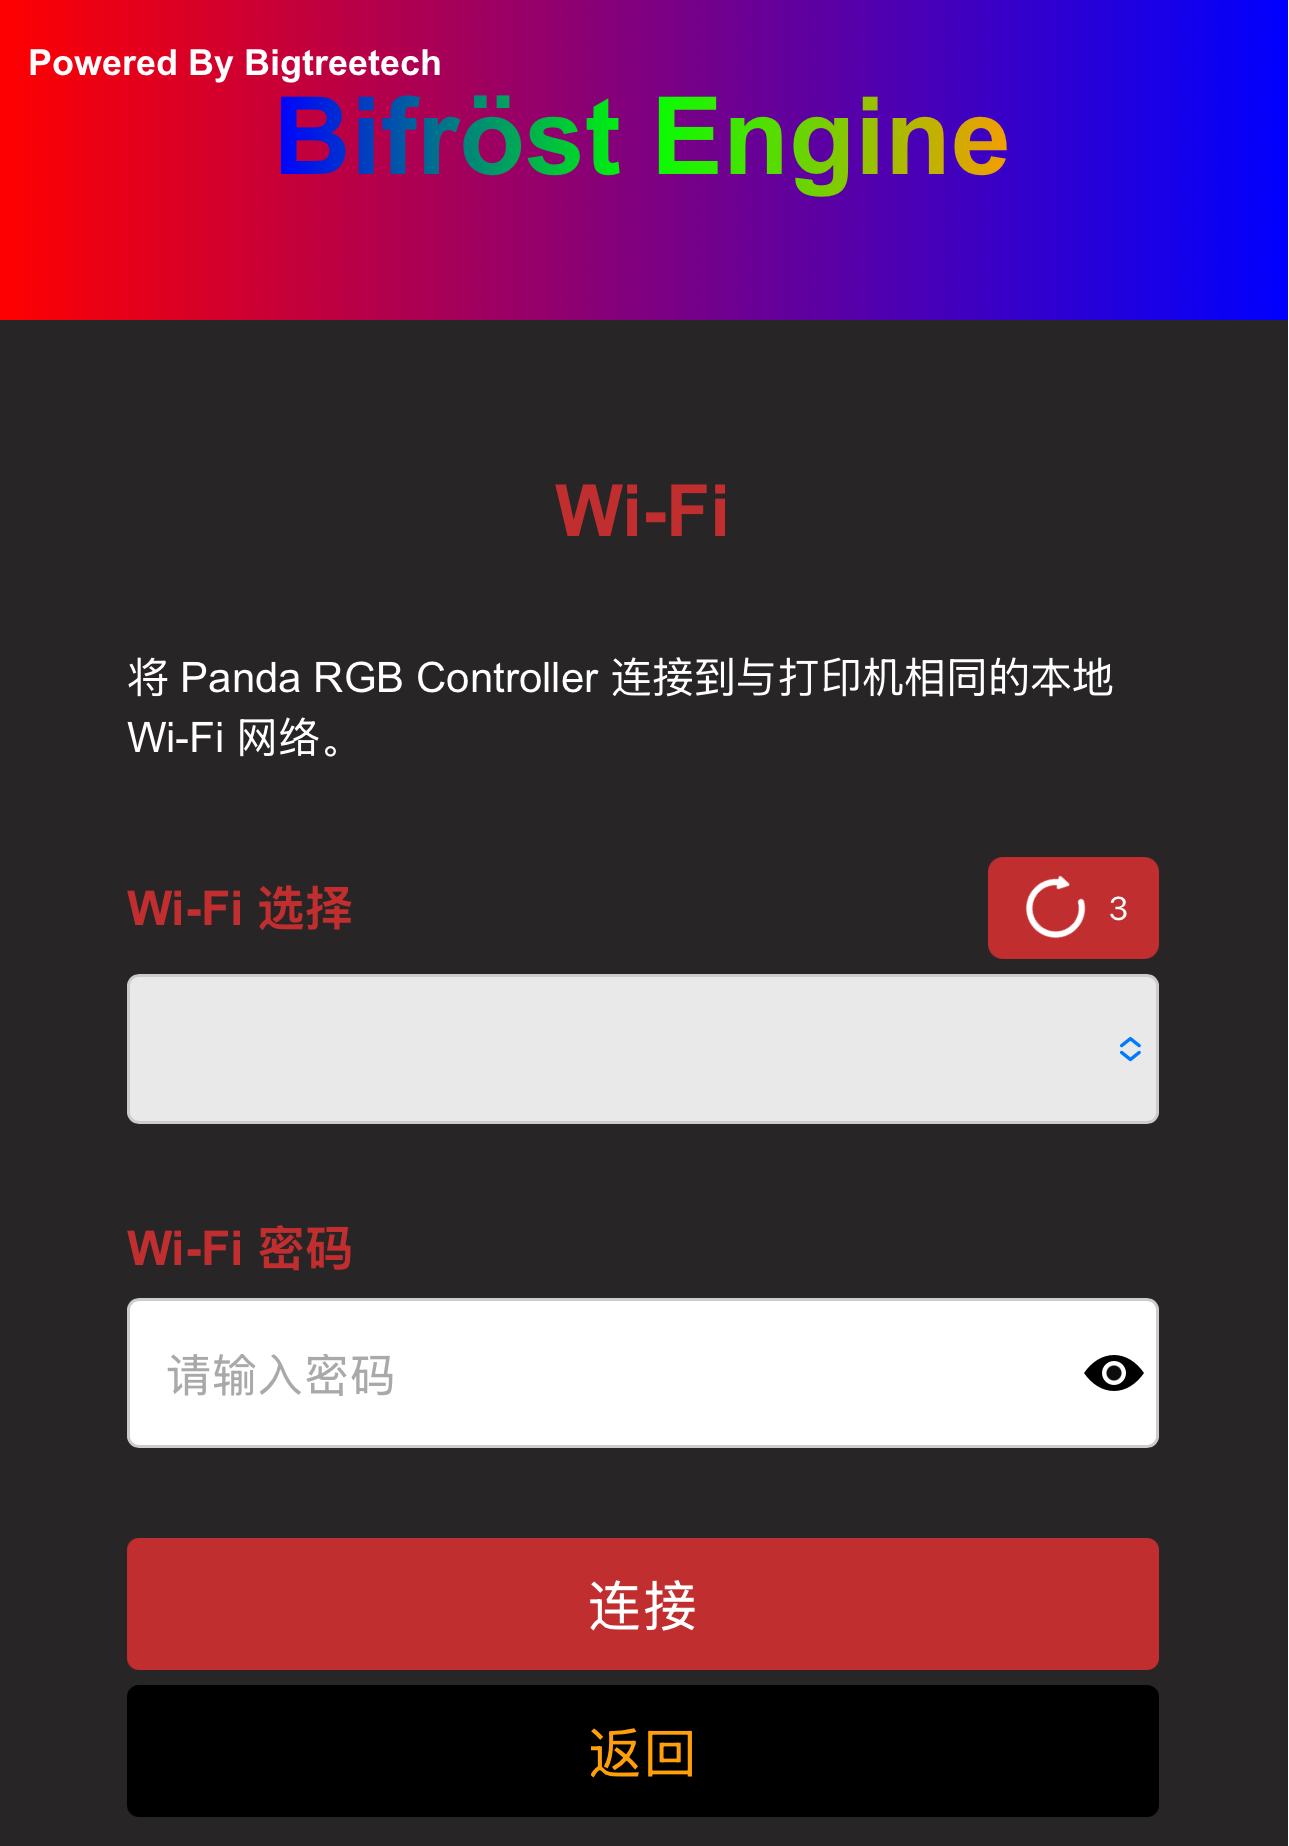 Powered By Bigtreetech
Bifröst Engine
Wi-Fi
将 Panda RGB Controller 连接到与打印机相同的本地
Wi-Fi 网络。
Wi-Fi 选择
3
Wi-Fi 密码
请输入密码
连接
返回